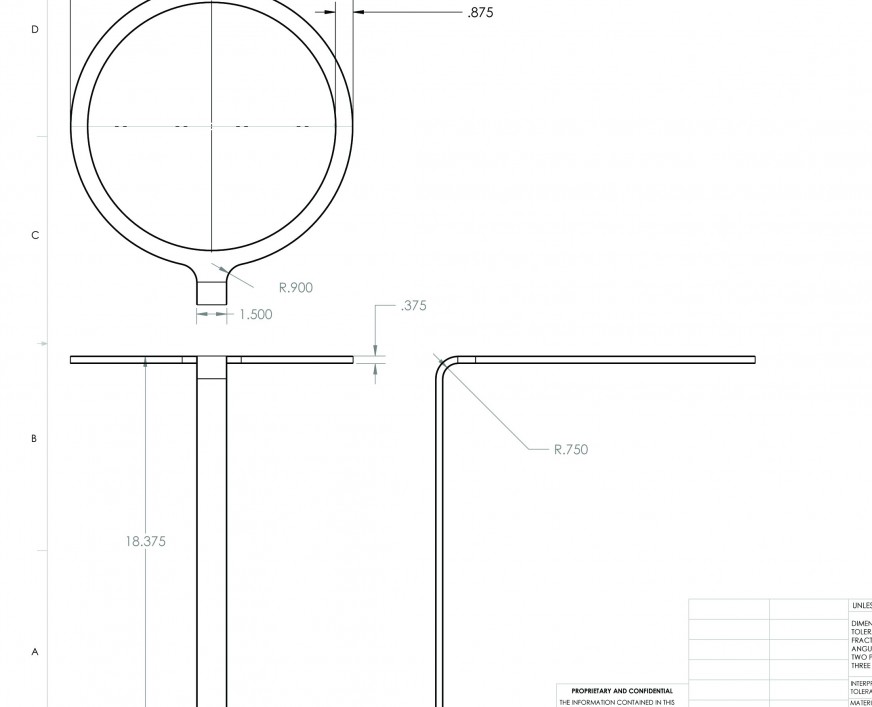 D
.875
C
R.900
1.500
.375
B
R.750
18.375
A
UNLES
DIMEN
TOLER
FRACT
ANGU
TWO P
THREE
INTERPR
TOLERA
MATERI
PROPRIETARY AND CONFIDENTIAL
THE INFORMATION CONTAINED IN THIS